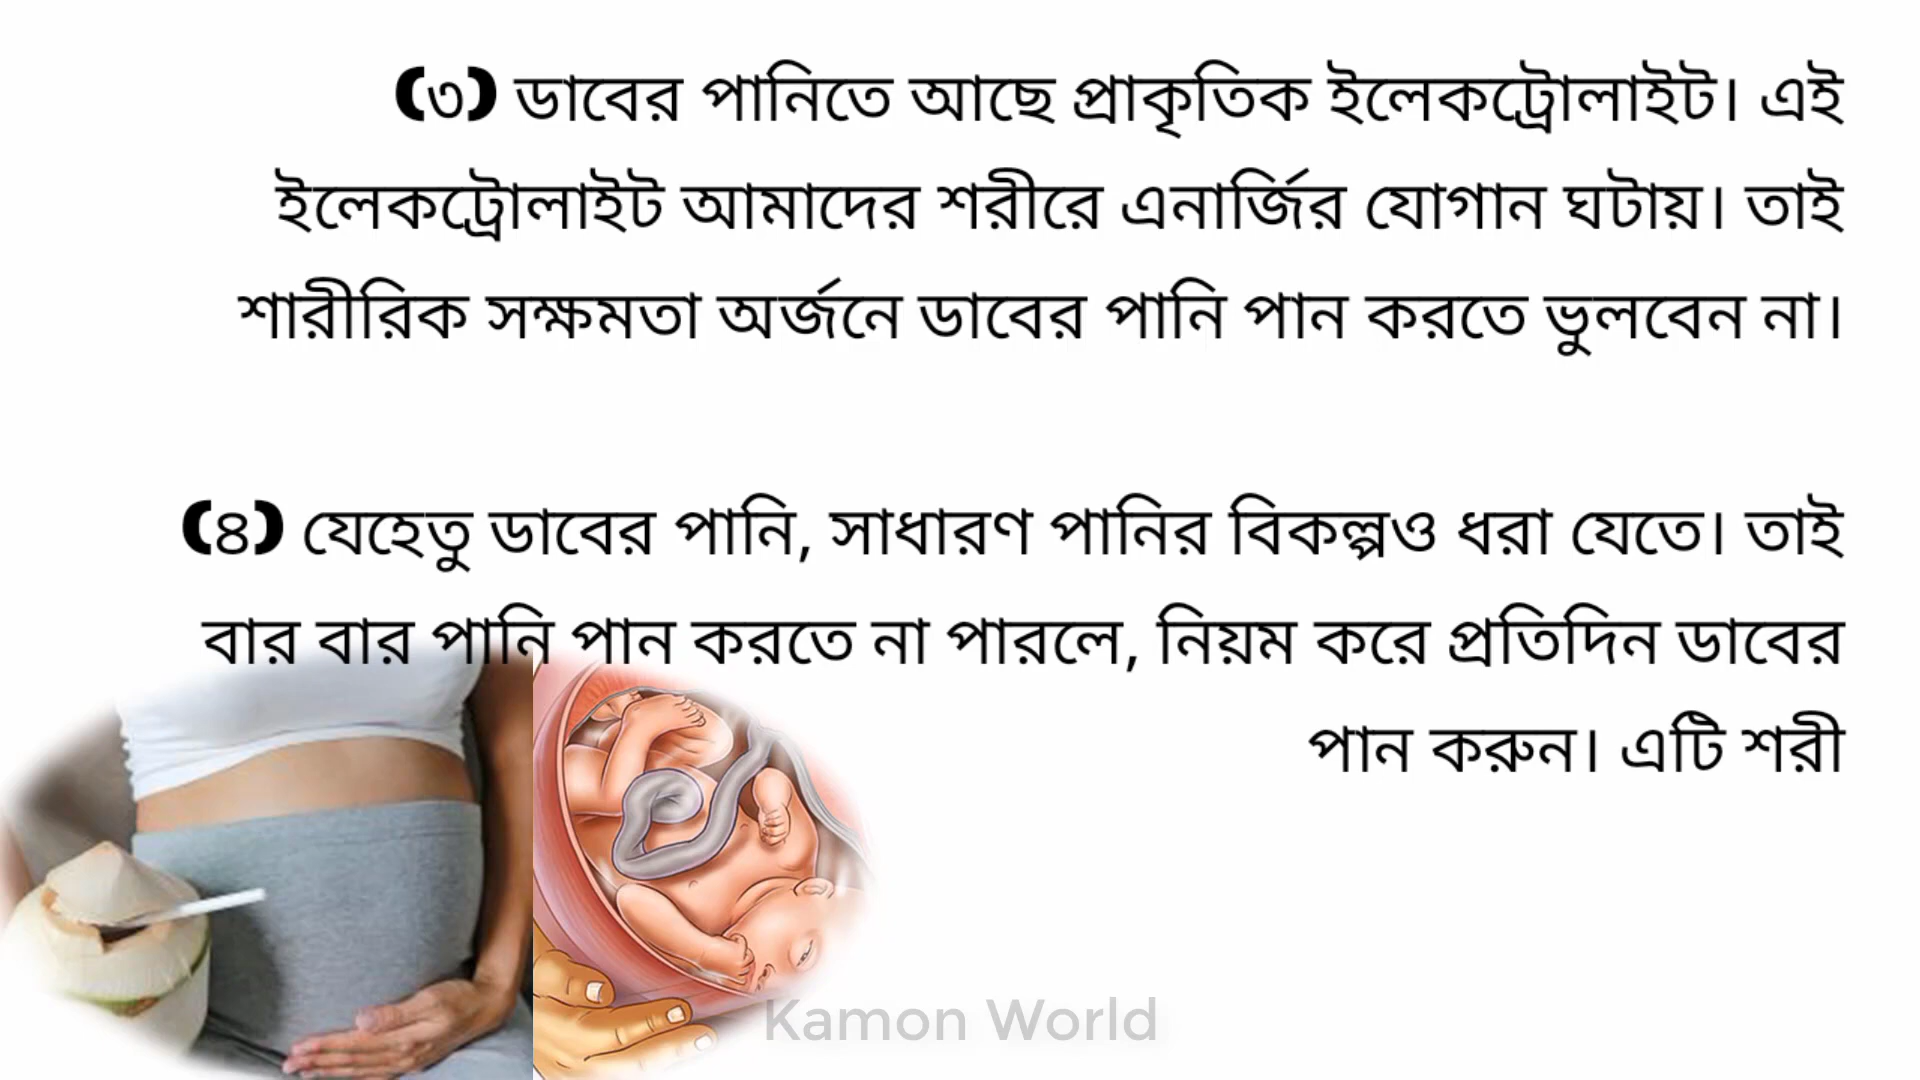 (৩) ডাবের পানিতে আছে প্রাকৃতিক ইলেকট্রোলাইট। এই
ইলেকট্রোলাইট আমাদের শরীরে এনার্জির যোগান ঘটায়। তাই
শারীরিক সক্ষমতা অর্জনে ডাবের পানি পান করতে ভুলবেন না।
(৪) যেহেতু ডাবের পানি, সাধারণ পানির বিকল্পও ধরা যেতে। তাই
বার বার পানি পান করতে না পারলে, নিয়ম করে প্রতিদিন ডাবের
পান করুন। এটি শরী
Kamon World